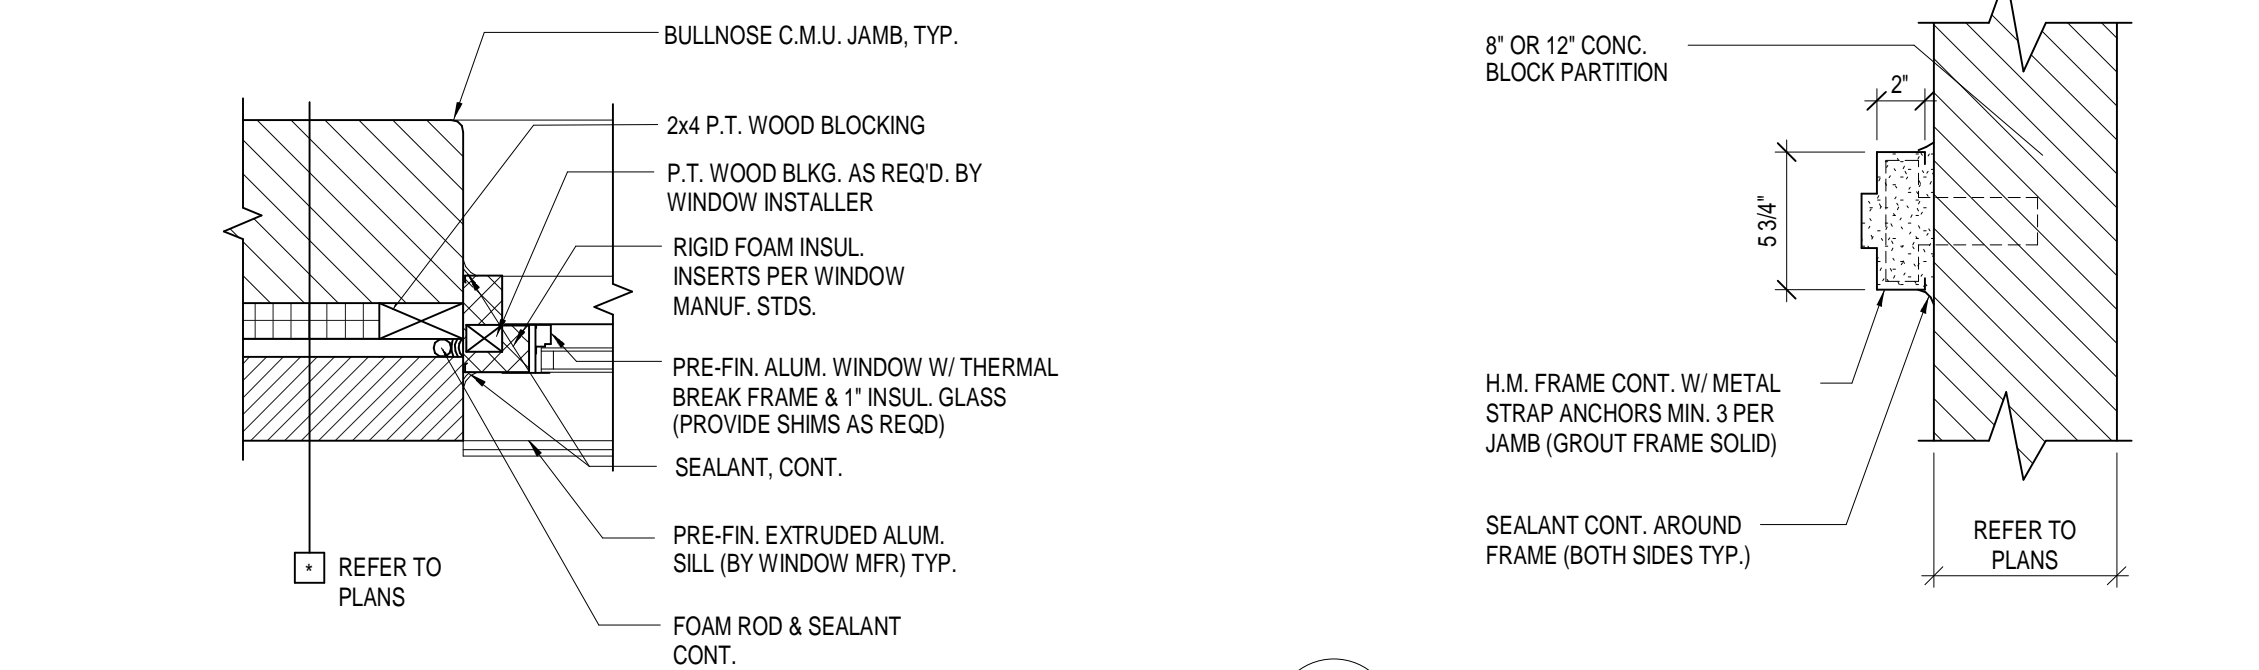 BULLNOSE C.M.U. JAMB, TYP.
2x4 P.T. WOOD BLOCKING
P.T. WOOD BLKG. AS REQ'D. BY
WINDOW INSTALLER
RIGID FOAM INSUL.
INSERTS PER WINDOW
MANUF. STDS.
PRE-FIN. ALUM. WINDOW W/ THERMAL
BREAK FRAME & 1" INSUL. GLASS
(PROVIDE SHIMS AS REQD)
SEALANT, CONT.
PRE-FIN. EXTRUDED ALUM.
SILL (BY WINDOW MFR) TYP.
FOAM ROD & SEALANT
CONT.
* REFER TO
PLANS
8" OR 12" CONC.
BLOCK PARTITION
2"
5 3/4"
H.M. FRAME CONT. W/ METAL
STRAP ANCHORS MIN. 3 PER
JAMB (GROUT FRAME SOLID)
SEALANT CONT. AROUND
FRAME (BOTH SIDES TYP.)
REFER TO
PLANS